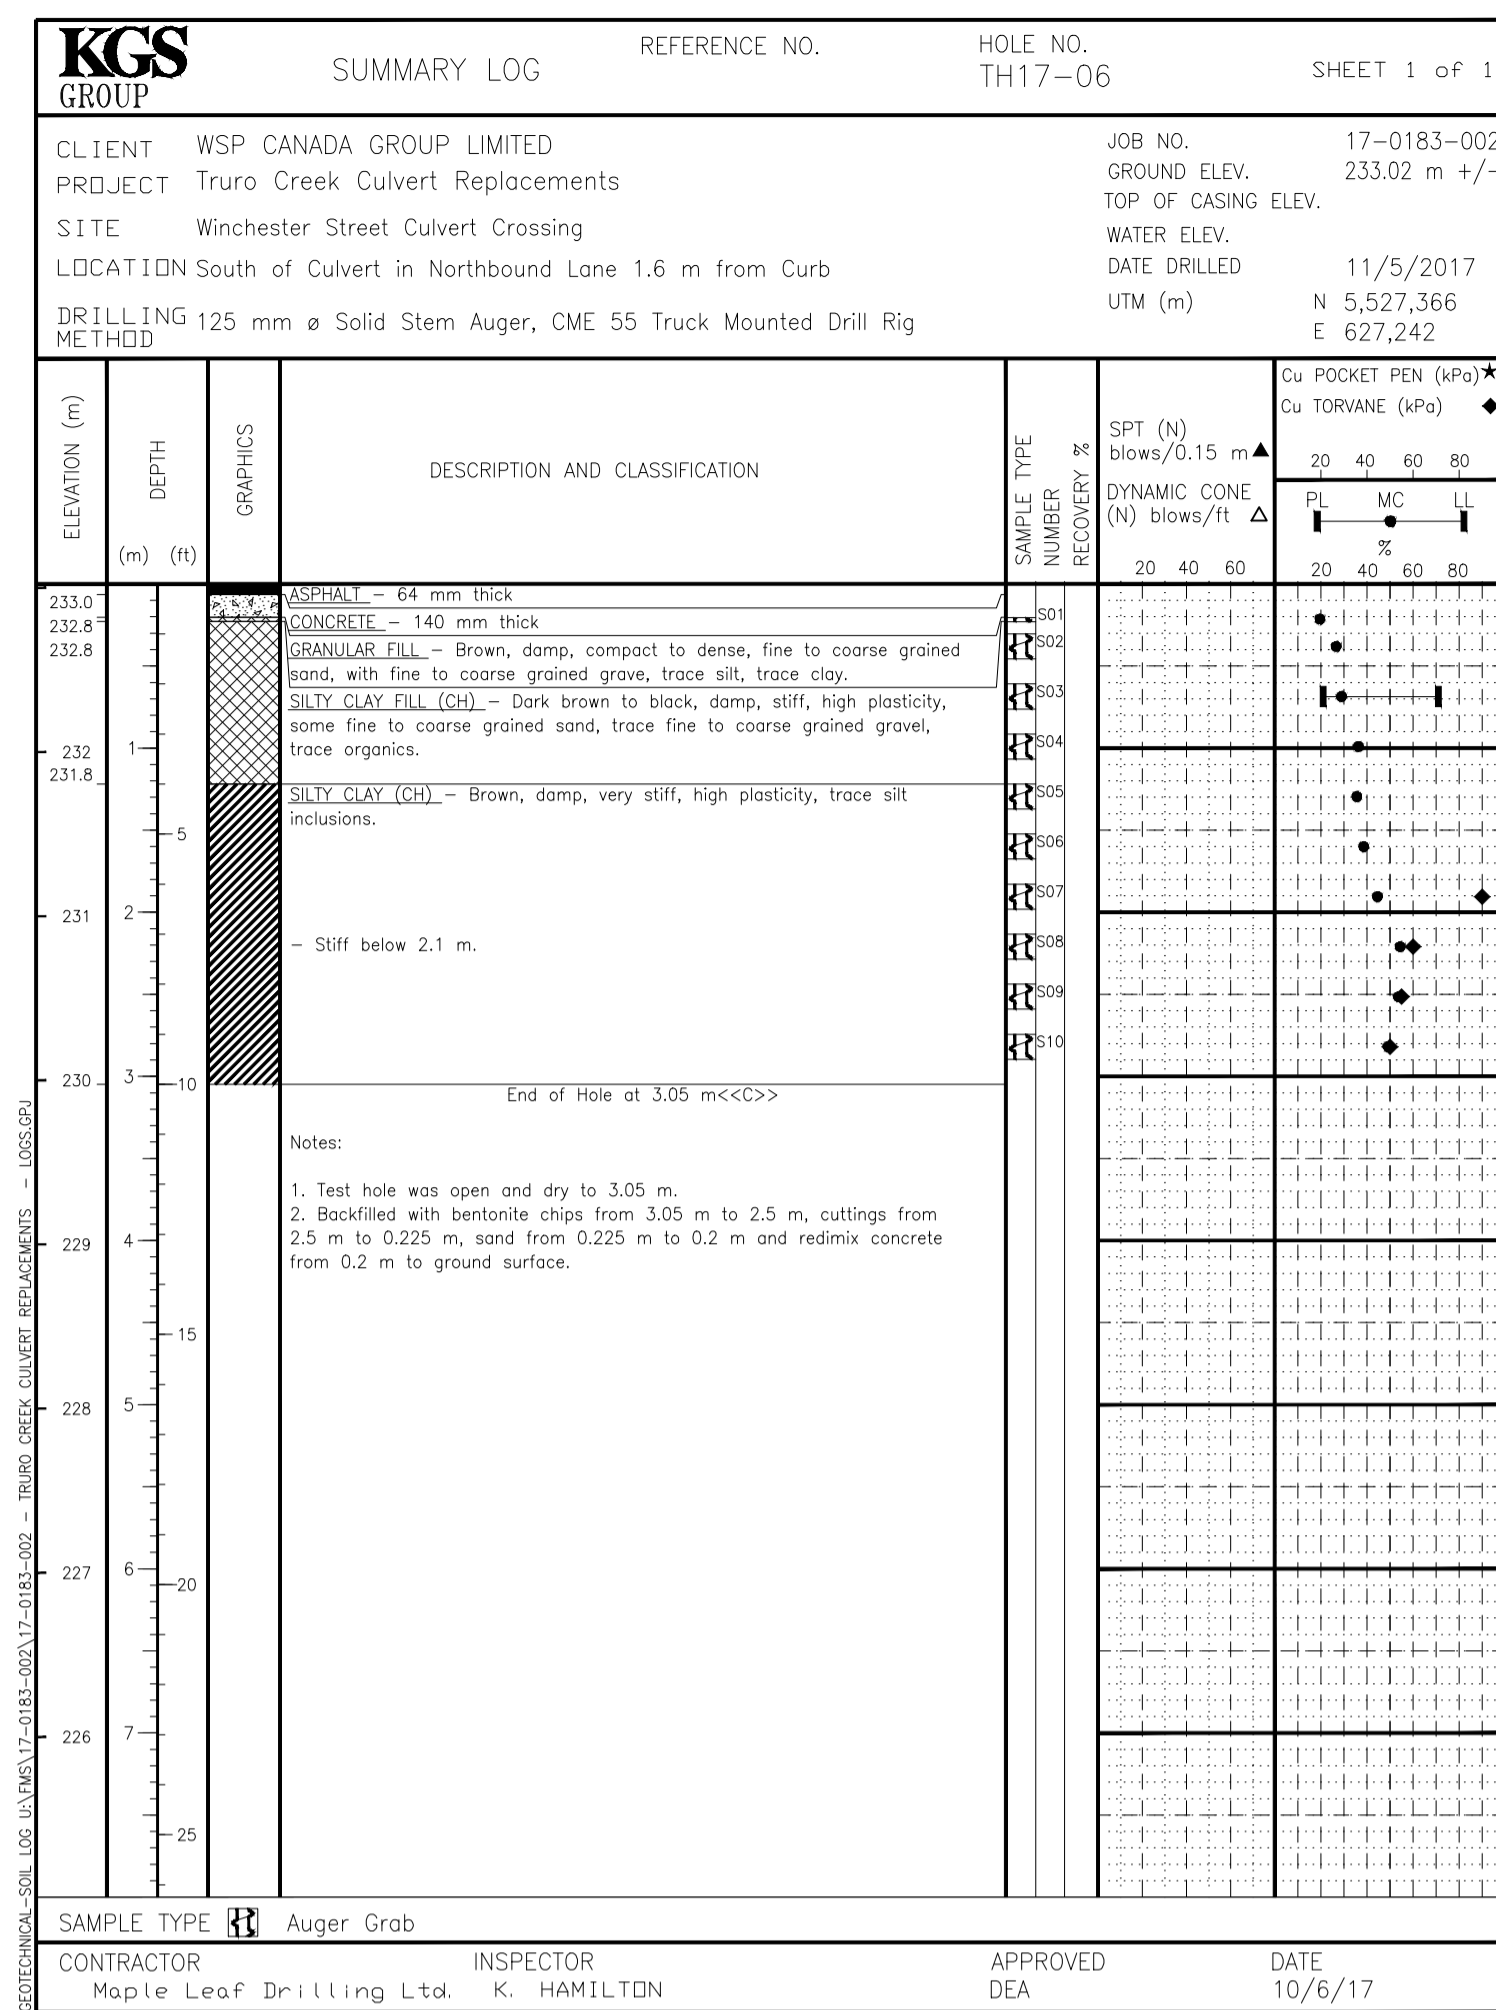 KGS
GROUP
SUMMARY LOG
REFERENCE NO.
HOLE NO.
TH17-06
SHEET 1 of 1
CLIENT WSP CANADA GROUP LIMITED
PROJECT Truro Creek Culvert Replacements
SITE Winchester Street Culvert Crossing
LOCATION South of Culvert in Northbound Lane 1.6 m from Curb
DRILLING METHOD 125 mm ø Solid Stem Auger, CME 55 Truck Mounted Drill Rig
JOB NO. 17-0183-002
GROUND ELEV. 233.02 m +/-
TOP OF CASING ELEV.
WATER ELEV.
DATE DRILLED 11/5/2017
UTM (m) N 5,527,366
E 627,242
ELEVATION (m)
DEPTH
(m) (ft)
GRAPHICS
DESCRIPTION AND CLASSIFICATION
SAMPLE TYPE
NUMBER
RECOVERY %
SPT (N)
blows/0.15 m ▲
DYNAMIC CONE
(N) blows/ft △
20 40 60
Cu POCKET PEN (kPa) ★
Cu TORVANE (kPa) ◆
20 40 60 80
PL MC LL
%
20 40 60 80
233.0
232.8
232.8
232
231.8
231
230
229
228
227
226
1
2
3
4
5
6
7
5
10
15
20
25
ASPHALT - 64 mm thick
CONCRETE - 140 mm thick
GRANULAR FILL - Brown, damp, compact to dense, fine to coarse grained
sand, with fine to coarse grained grave, trace silt, trace clay.
SILTY CLAY FILL (CH) - Dark brown to black, damp, stiff, high plasticity,
some fine to coarse grained sand, trace fine to coarse grained gravel,
trace organics.
SILTY CLAY (CH) - Brown, damp, very stiff, high plasticity, trace silt
inclusions.
- Stiff below 2.1 m.
End of Hole at 3.05 m<<C>>
Notes:
1. Test hole was open and dry to 3.05 m.
2. Backfilled with bentonite chips from 3.05 m to 2.5 m, cuttings from
2.5 m to 0.225 m, sand from 0.225 m to 0.2 m and redimix concrete
from 0.2 m to ground surface.
S01
S02
S03
S04
S05
S06
S07
S08
S09
S10
GEOTECHNICAL-SOIL LOG U:\FMS\17-0183-002\17-0183-002 - TRURO CREEK CULVERT REPLACEMENTS - LOGS.GPJ
SAMPLE TYPE Auger Grab
CONTRACTOR
Maple Leaf Drilling Ltd.
INSPECTOR
K. HAMILTON
APPROVED
DEA
DATE
10/6/17